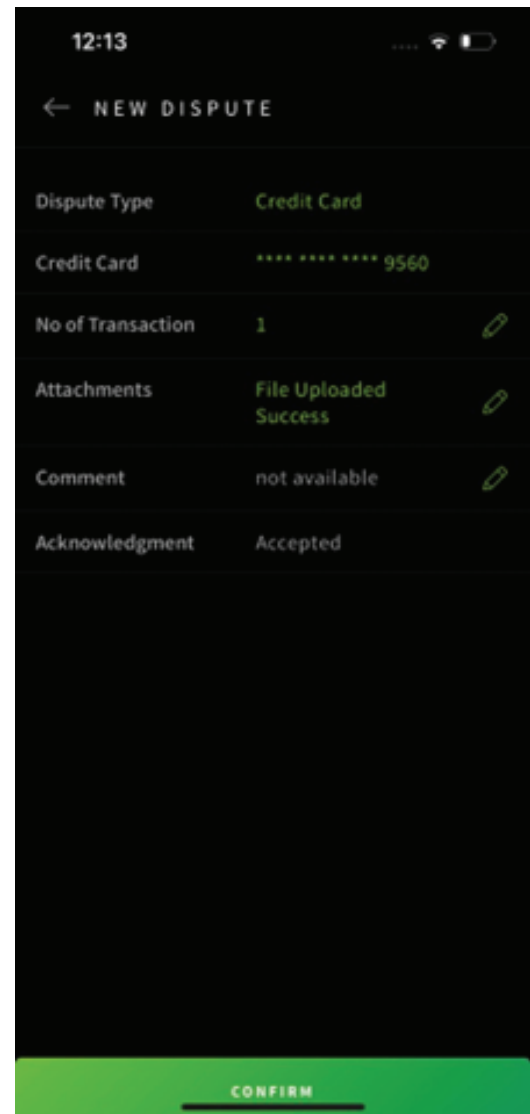 12:13
NEW DISPUTE
Dispute Type Credit Card
Credit Card **** **** **** 9560
No of Transaction 1
Attachments File Uploaded
Success
Comment not available
Acknowledgment Accepted
CONFIRM